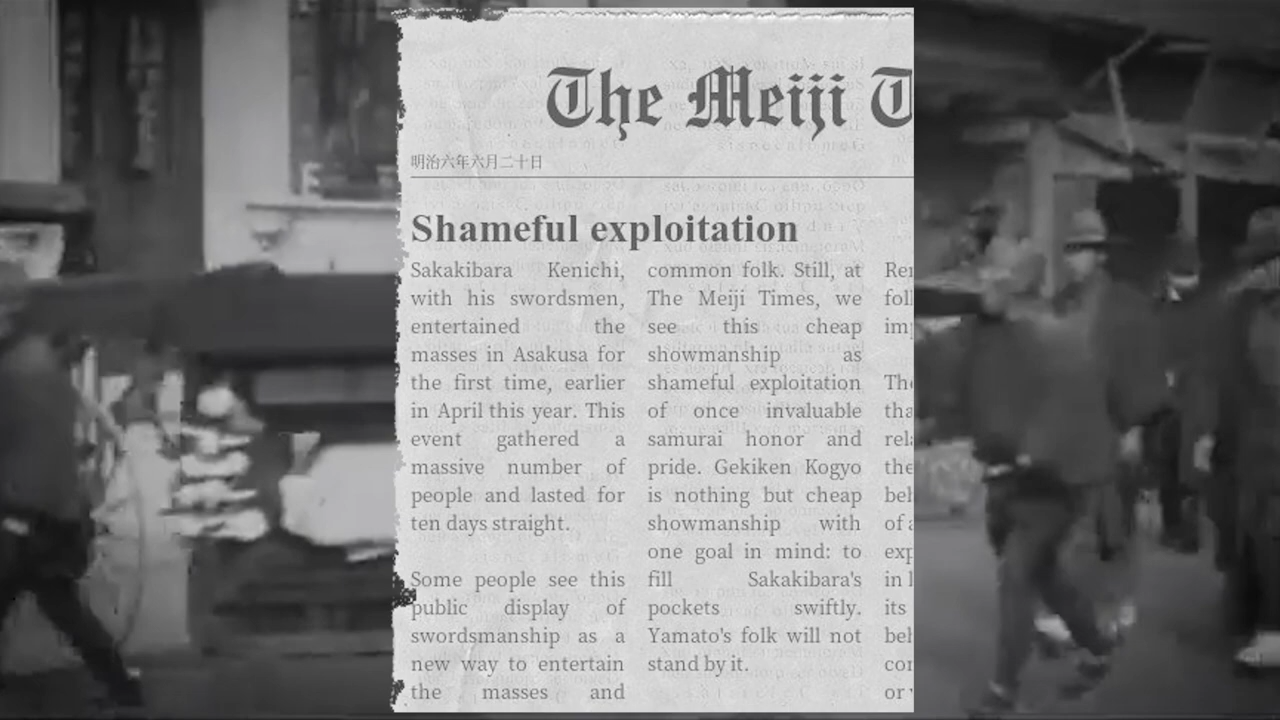 The Meiji T
明治六年六月二十日
Shameful exploitation
Sakakibara Kenichi,
with his swordsmen,
entertained the
masses in Asakusa for
the first time, earlier
in April this year. This
event gathered a
massive number of
people and lasted for
ten days straight.
Some people see this
public display of
swordsmanship as a
new way to entertain
the masses and
common folk. Still, at
The Meiji Times, we
see this cheap
showmanship as
shameful exploitation
of once invaluable
samurai honor and
pride. Gekiken Kogyo
is nothing but cheap
showmanship with
one goal in mind: to
fill Sakakibara's
pockets swiftly.
Yamato's folk will not
stand by it.